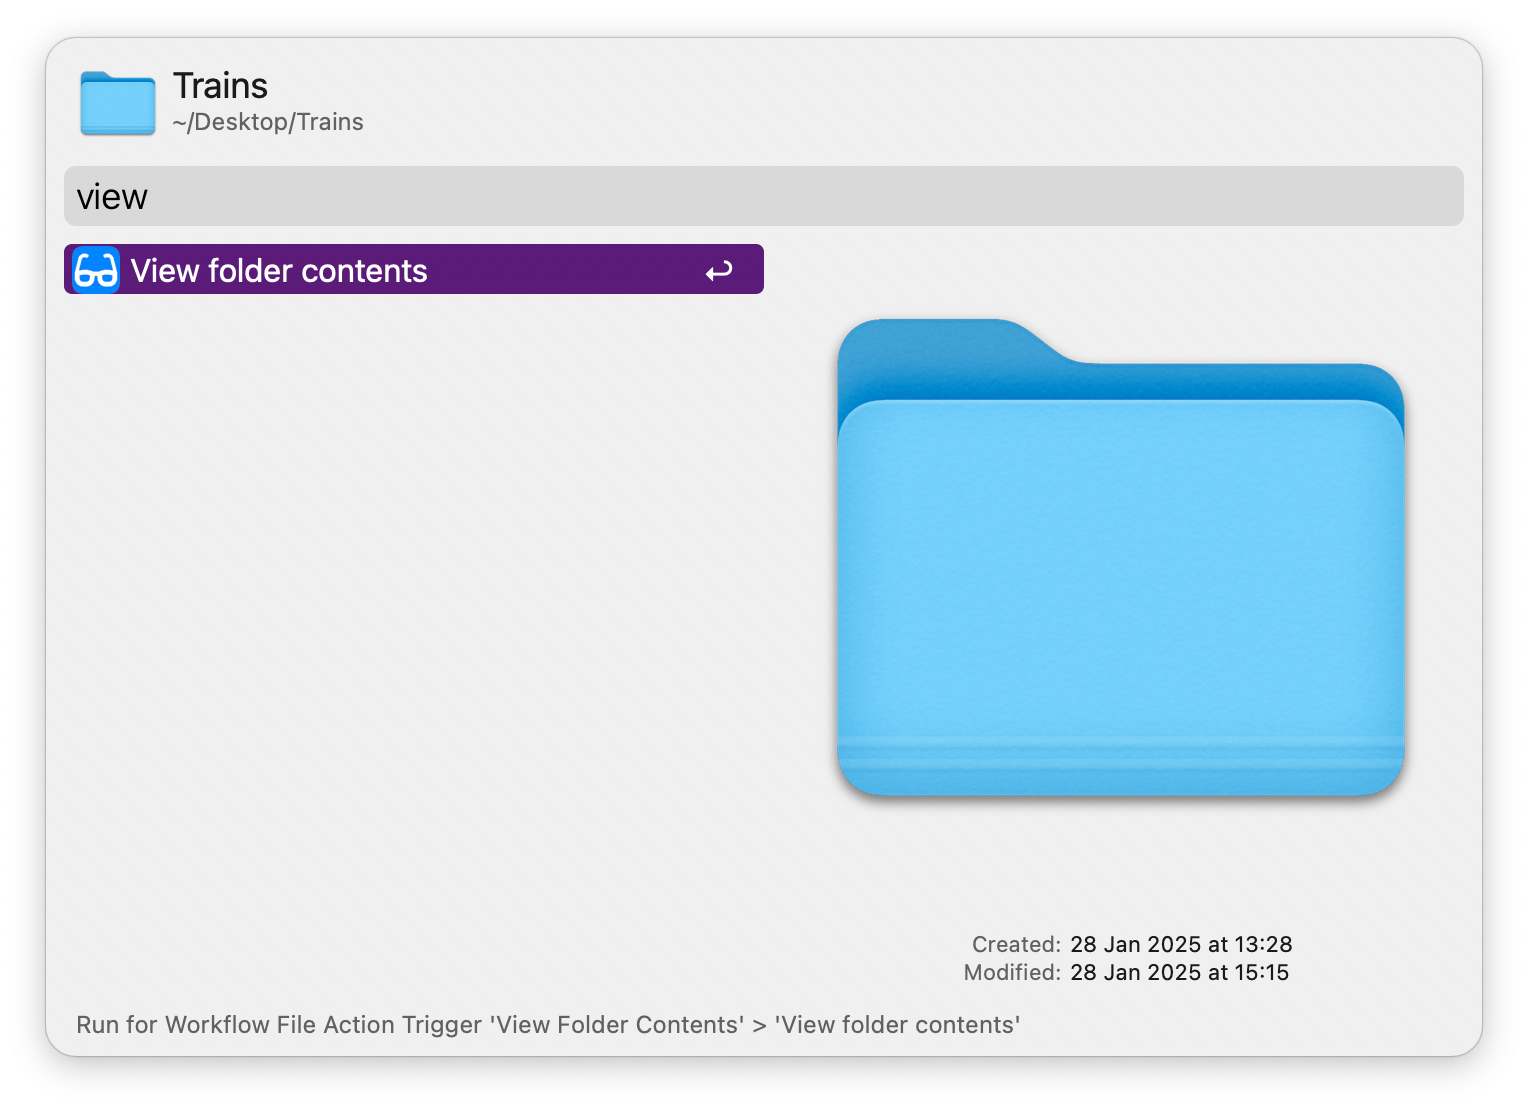 Trains
~/Desktop/Trains
view
View folder contents
Created: 28 Jan 2025 at 13:28
Modified: 28 Jan 2025 at 15:15
Run for Workflow File Action Trigger 'View Folder Contents' > 'View folder contents'